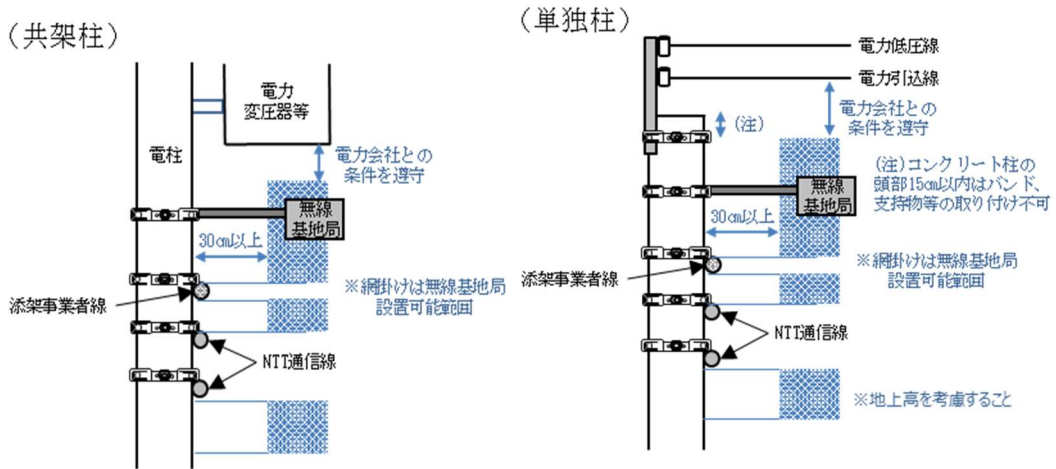 (共架柱)
電力
変圧器等
電柱
電力会社との
条件を遵守
無線
基地局
30㎝以上
※網掛けは無線基地局
設置可能範囲
添架事業者線
NTT通信線
(単独柱)
電力低圧線
電力引込線
(注)
電力会社との
条件を遵守
(注)コンクリート柱の
頭部15㎝以内はバンド、
支持物等の取り付け不可
無線
基地局
30㎝以上
※網掛けは無線基地局
設置可能範囲
添架事業者線
NTT通信線
※地上高を考慮すること